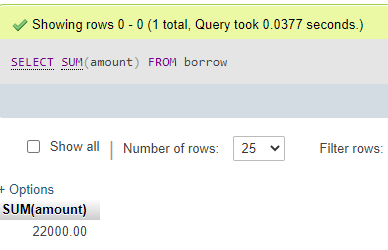 Showing rows 0 - 0 (1 total, Query took 0.0377 seconds.)
SELECT SUM(amount) FROM borrow
Show all | Number of rows: 25 Filter rows:
+ Options
SUM(amount)
22000.00